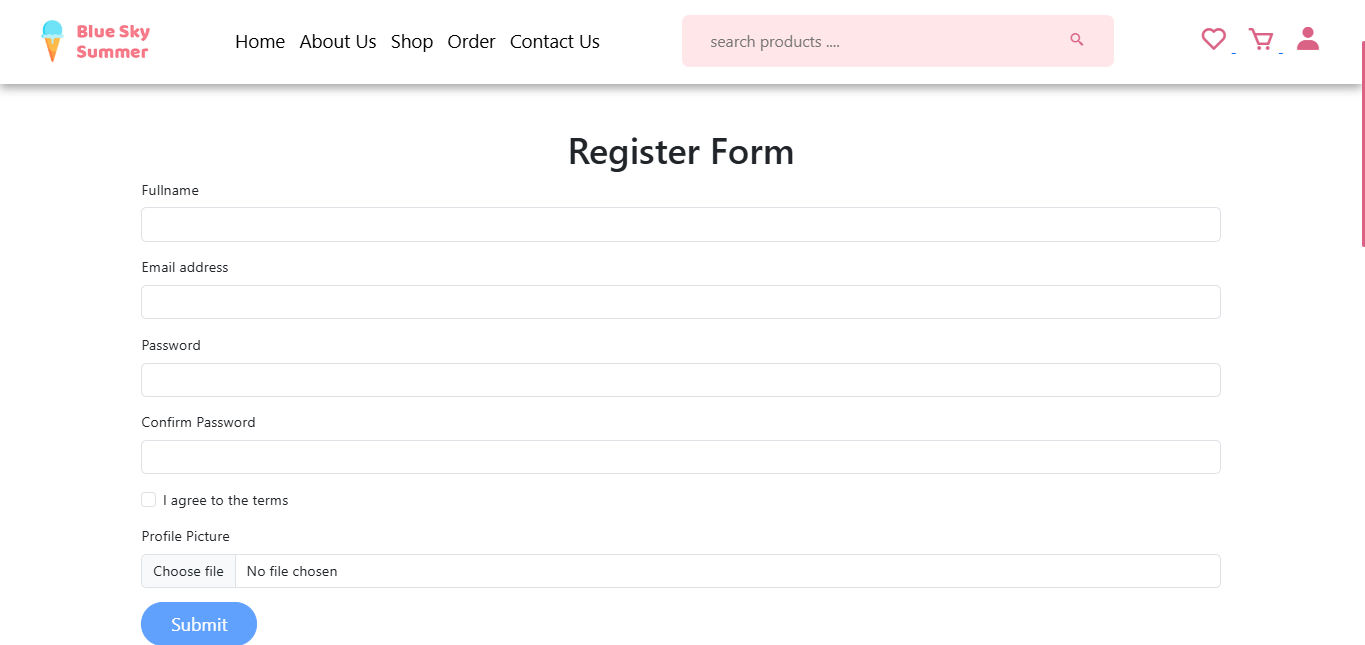 Blue Sky
Summer
Home About Us Shop Order Contact Us
search products ....
Register Form
Fullname
Email address
Password
Confirm Password
I agree to the terms
Profile Picture
Choose file No file chosen
Submit